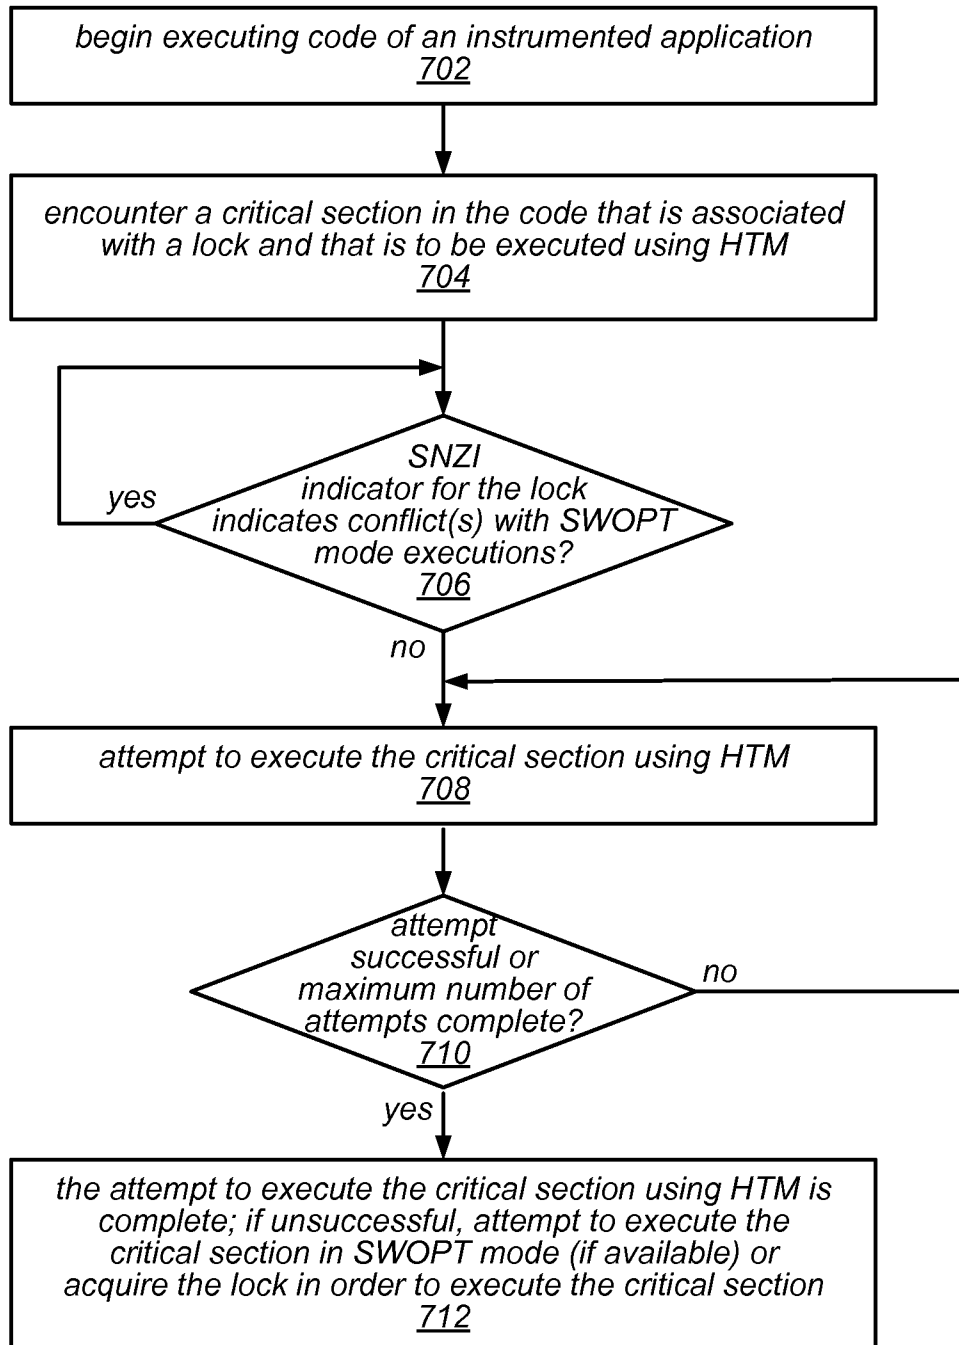 begin executing code of an instrumented application
702
encounter a critical section in the code that is associated
with a lock and that is to be executed using HTM
704
SNZI
indicator for the lock
indicates conflict(s) with SWOPT
mode executions?
706
yes
no
attempt to execute the critical section using HTM
708
attempt
successful or
maximum number of
attempts complete?
710
no
yes
the attempt to execute the critical section using HTM is
complete; if unsuccessful, attempt to execute the
critical section in SWOPT mode (if available) or
acquire the lock in order to execute the critical section
712